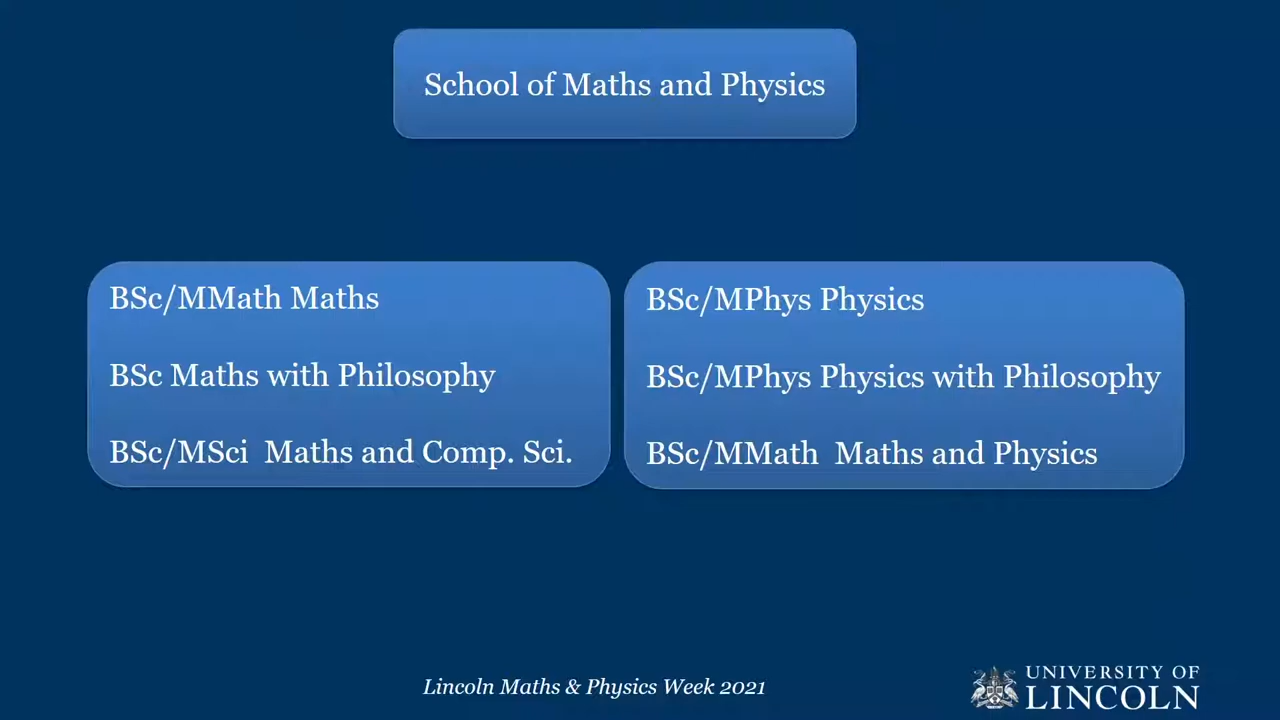 School of Maths and Physics
BSc/MMath Maths
BSc Maths with Philosophy
BSc/MSci  Maths and Comp. Sci.
BSc/MPhys Physics
BSc/MPhys Physics with Philosophy
BSc/MMath  Maths and Physics
Lincoln Maths & Physics Week 2021
UNIVERSITY OF
LINCOLN